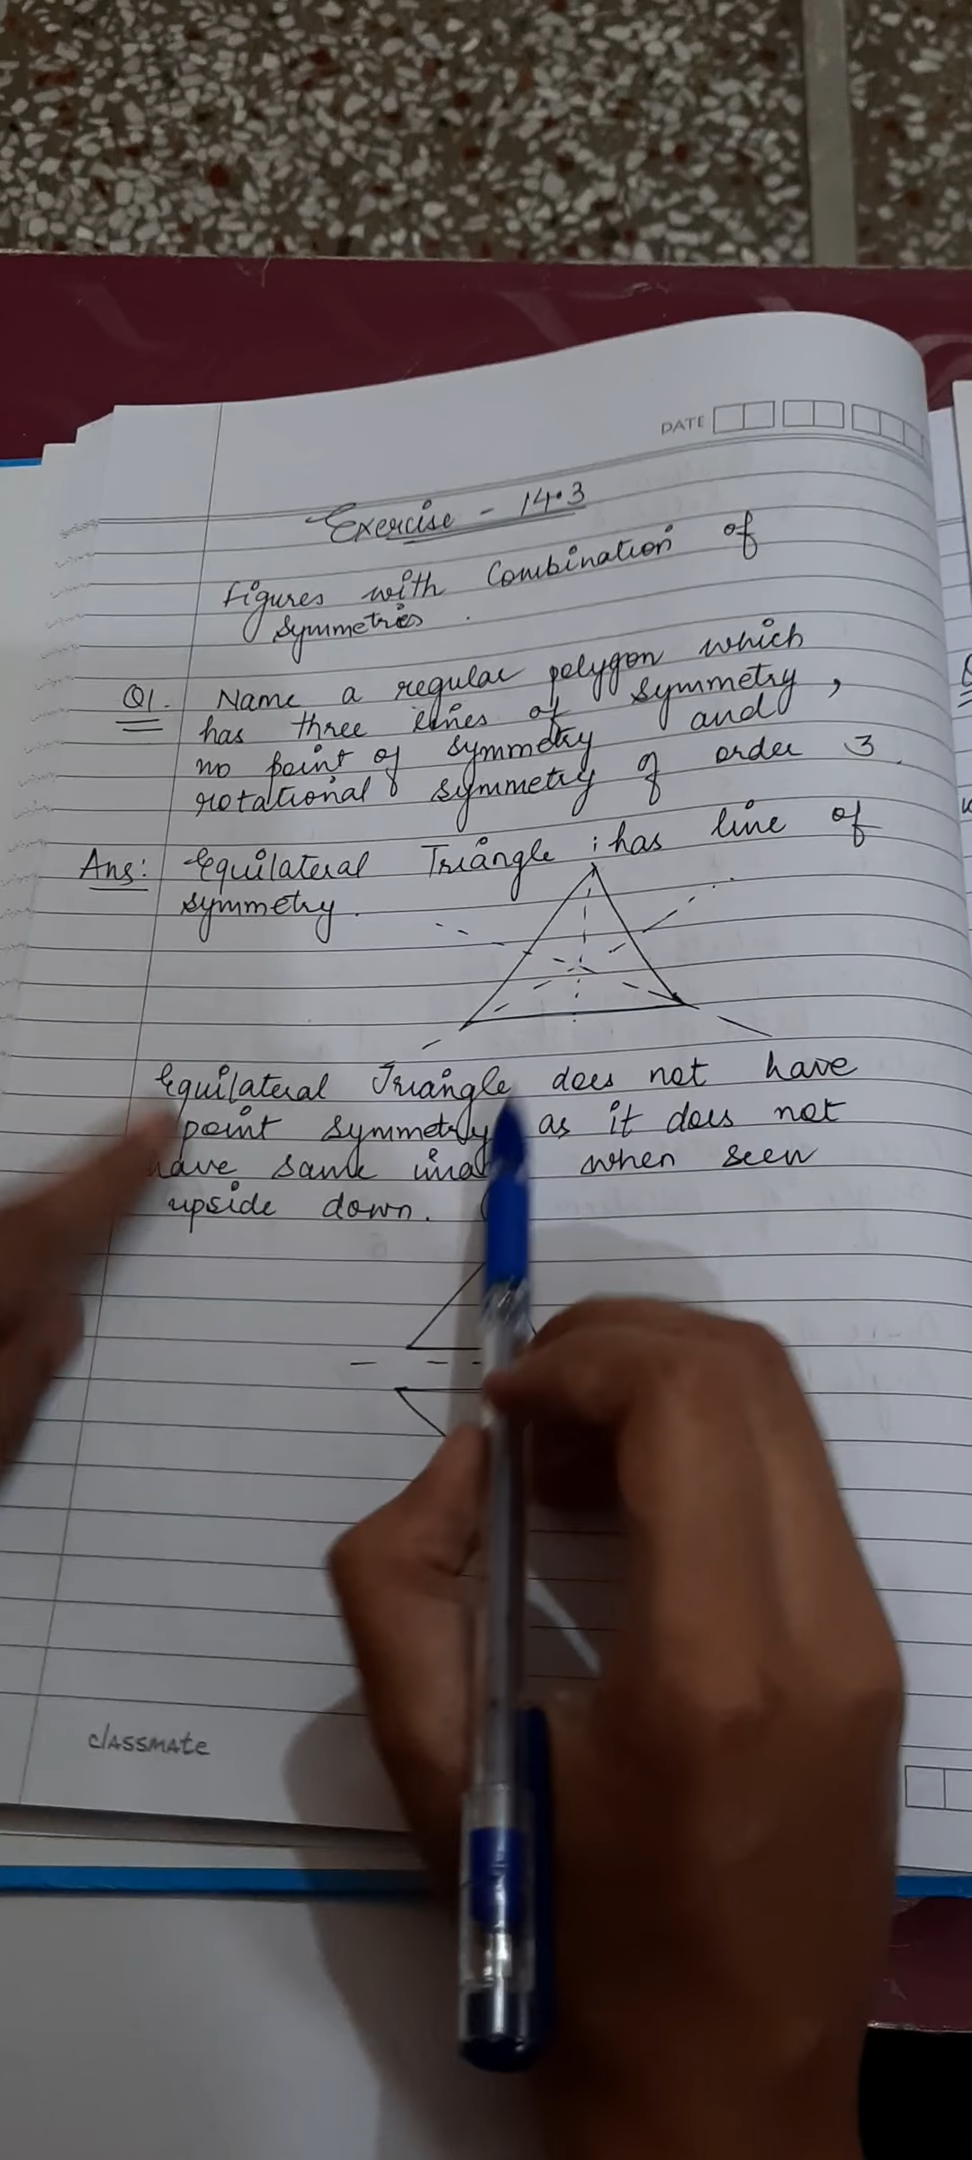 DATE
Exercise - 14.3
Figures with Combination of
Symmetries.
Q1. Name a regular polygon which
has three lines of symmetry,
no point of symmetry and
rotational symmetry of order 3.
Ans: Equilateral Triangle : has line of
symmetry.
Equilateral Triangle does not have
point symmetry as it does not
have same when seen
upside down.
classmate